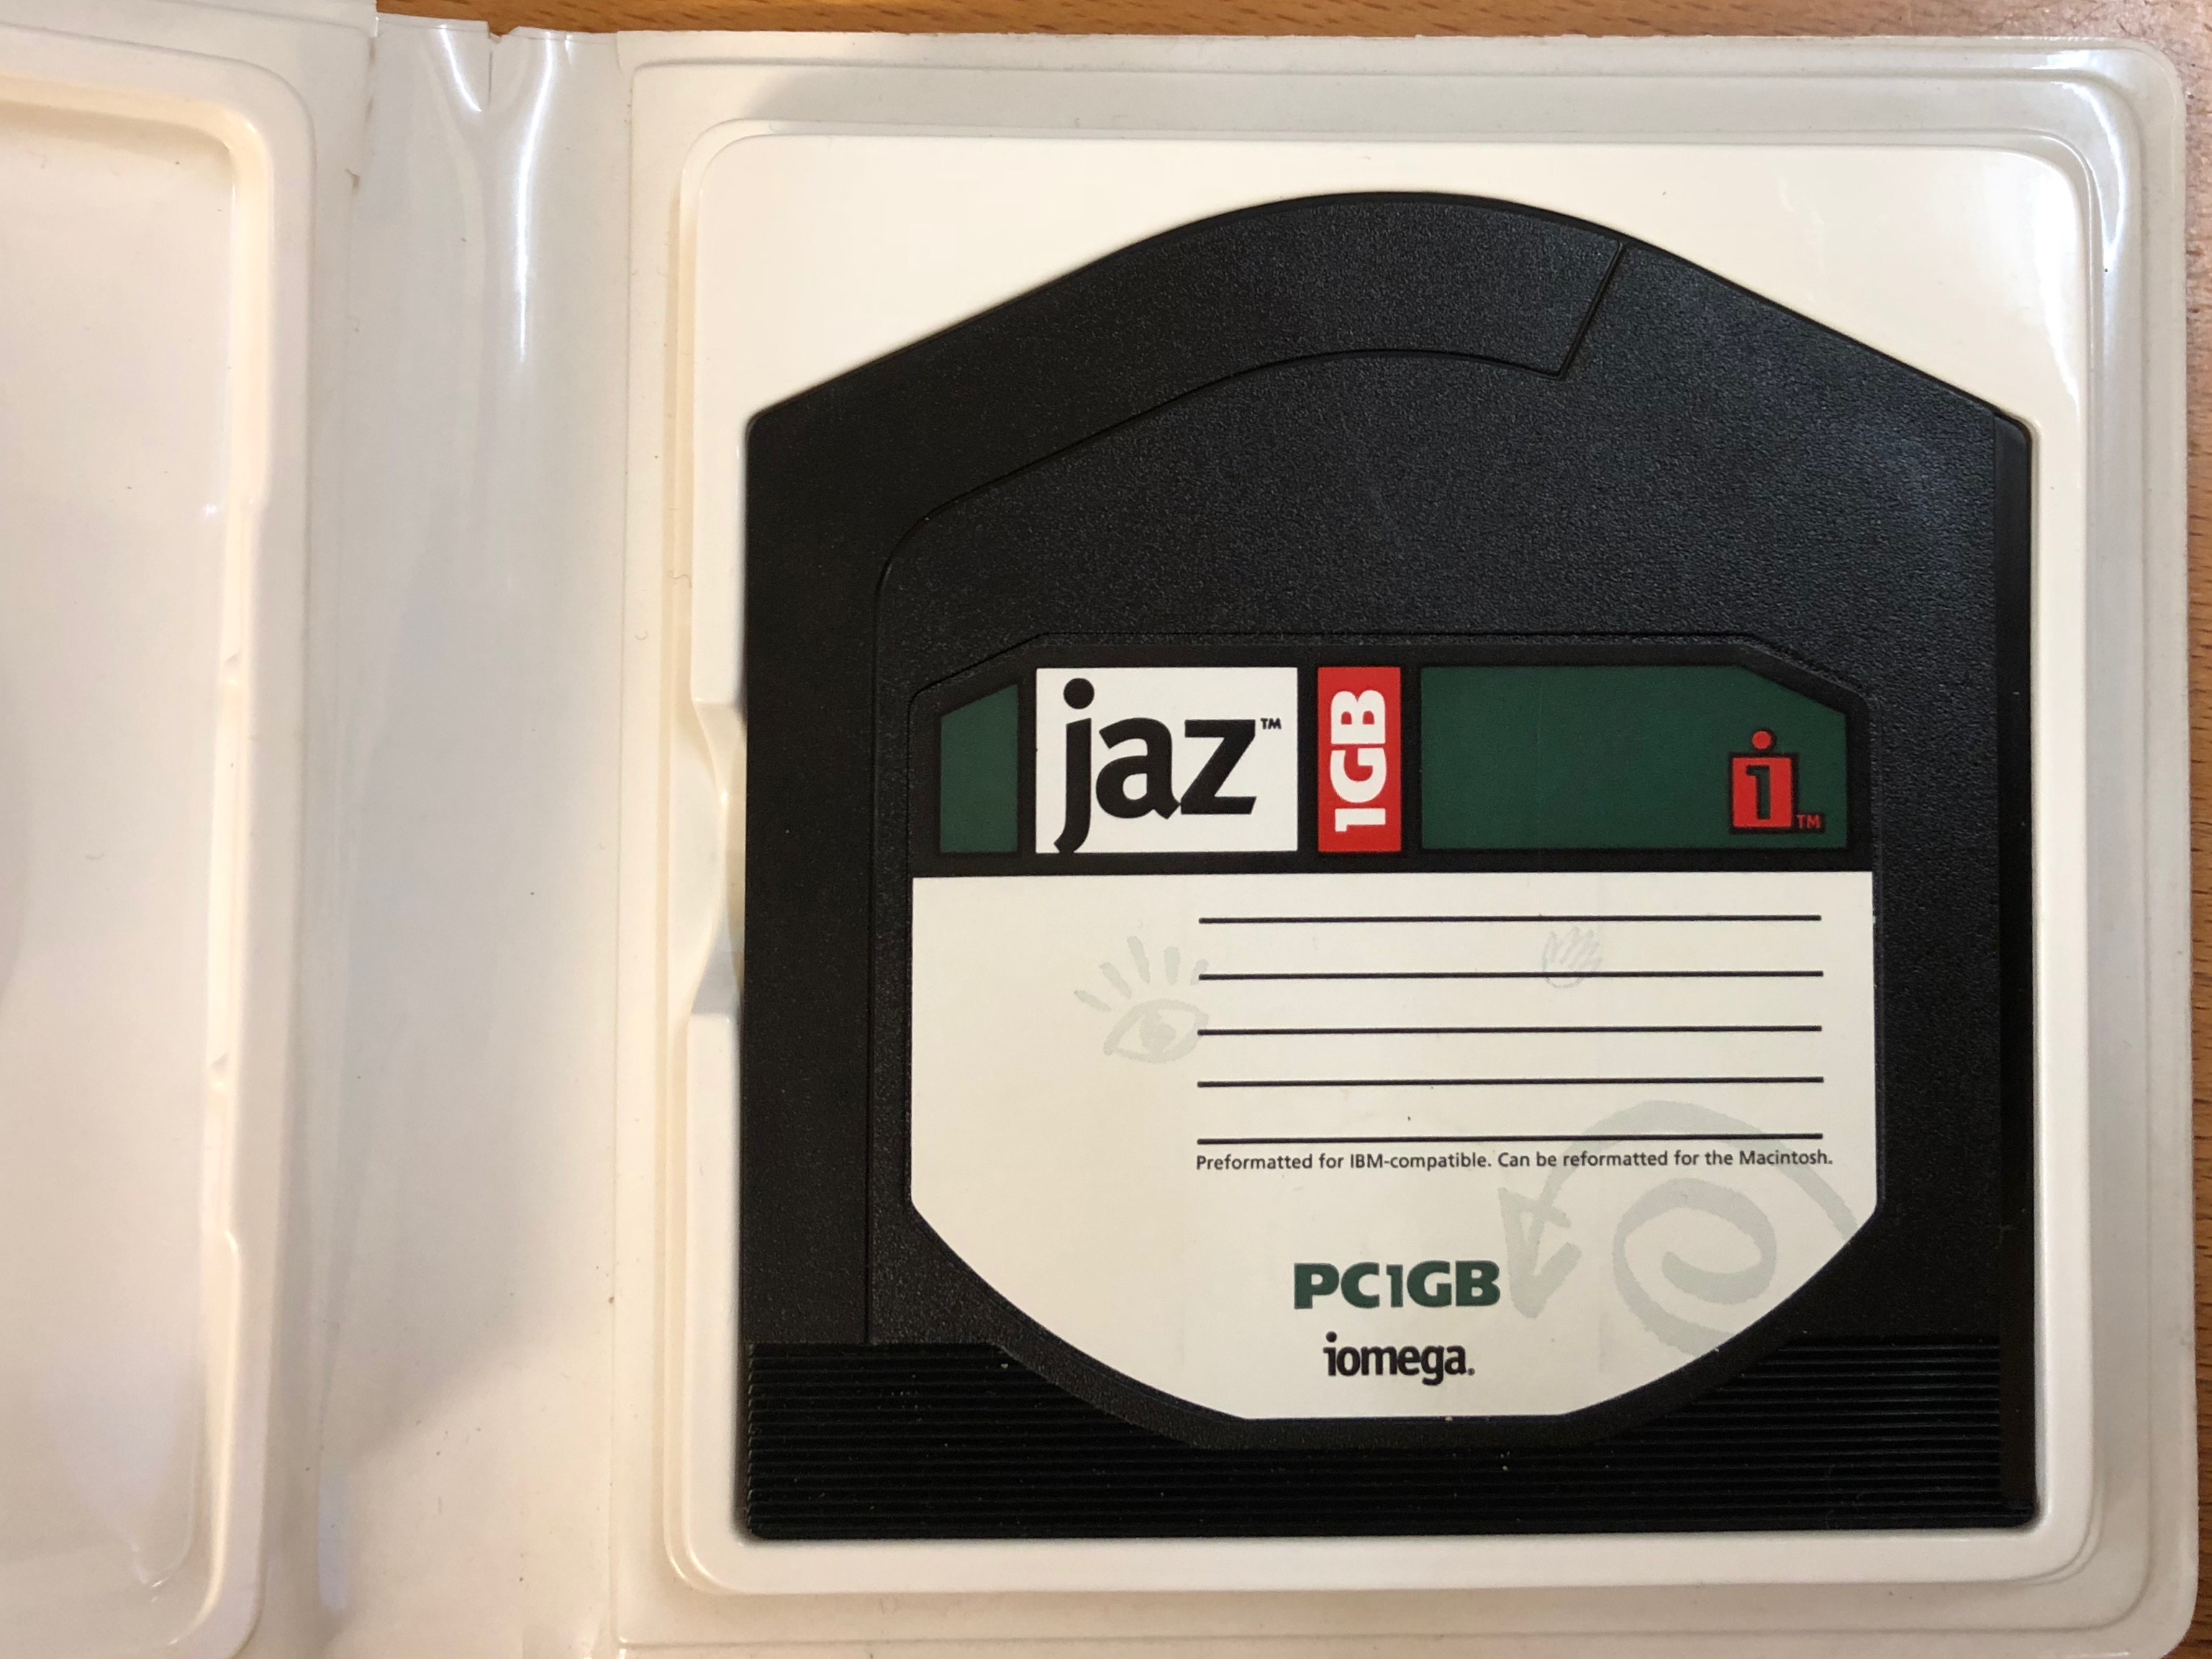 jaz™ 1GB i™
Preformatted for IBM-compatible. Can be reformatted for the Macintosh.
PC1GB
iomega®